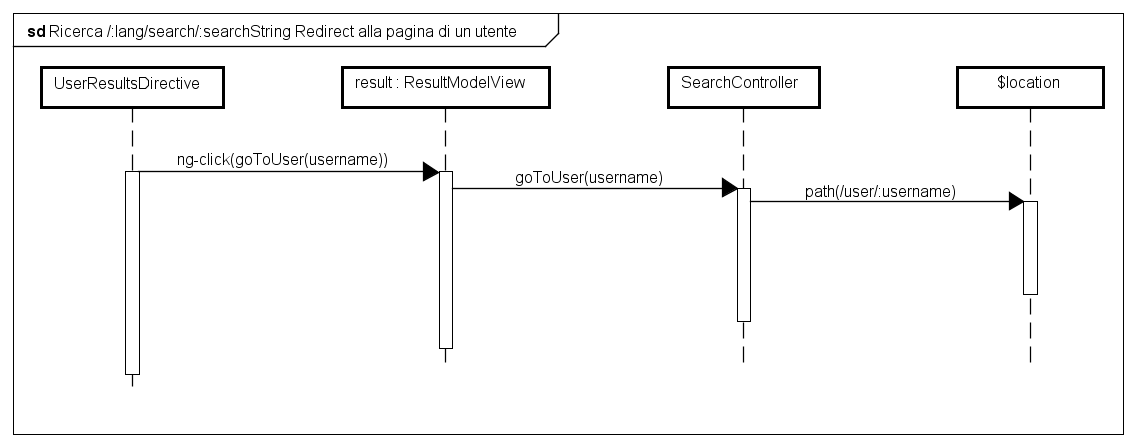 sd Ricerca /:lang/search/:searchString Redirect alla pagina di un utente
UserResultsDirective
result : ResultModelView
SearchController
$location
ng-click(goToUser(username))
goToUser(username)
path(/user/:username)